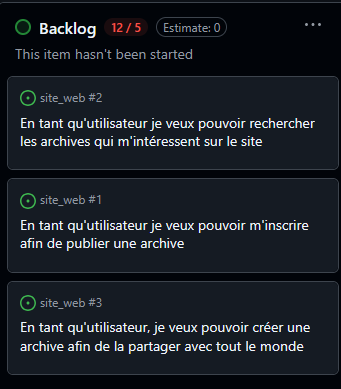 Backlog 12 / 5 Estimate: 0 ...
This item hasn't been started
site_web #2
En tant qu'utilisateur je veux pouvoir rechercher
les archives qui m'intéressent sur le site
site_web #1
En tant qu'utilisateur je veux pouvoir m'inscrire
afin de publier une archive
site_web #3
En tant qu'utilisateur, je veux pouvoir créer une
archive afin de la partager avec tout le monde